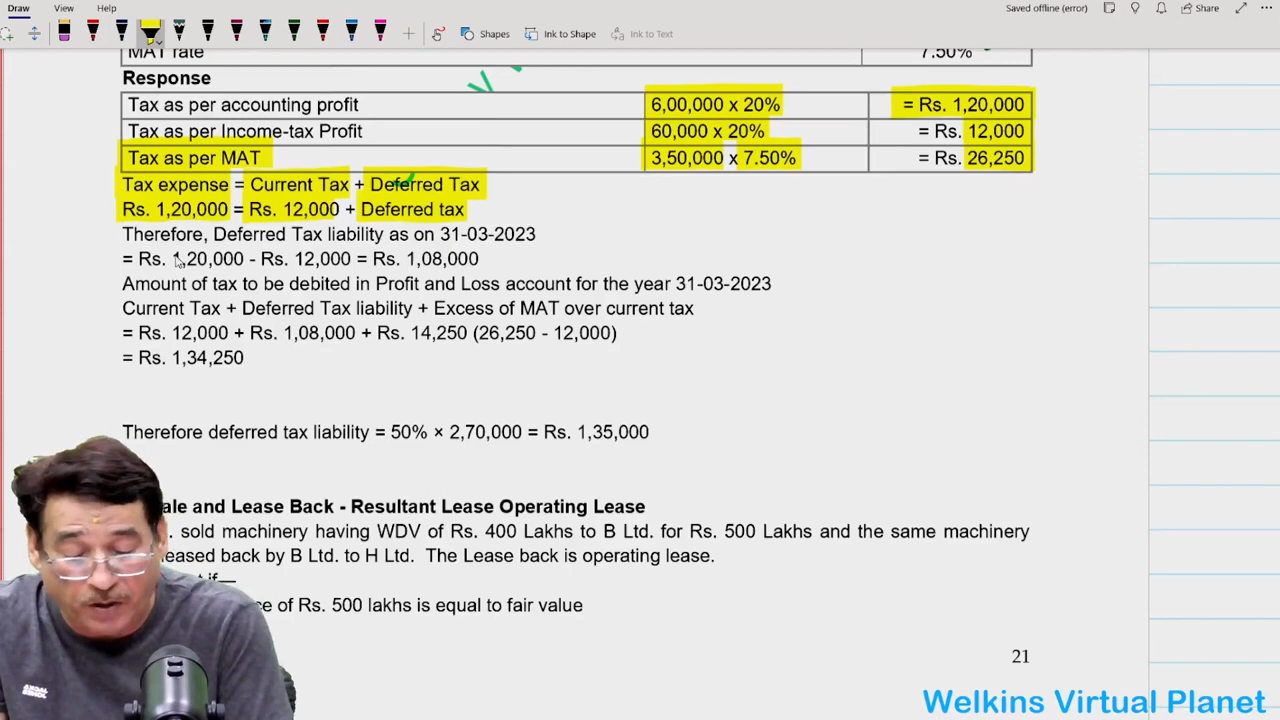 Draw View Help Saved offline (error) Share
Shapes Ink to Shape Ink to Text
MAT rate 7.50%
Response
Tax as per accounting profit 6,00,000 x 20% = Rs. 1,20,000
Tax as per Income-tax Profit 60,000 x 20% = Rs. 12,000
Tax as per MAT 3,50,000 x 7.50% = Rs. 26,250
Tax expense = Current Tax + Deferred Tax
Rs. 1,20,000 = Rs. 12,000 + Deferred tax
Therefore, Deferred Tax liability as on 31-03-2023
= Rs. 1,20,000 - Rs. 12,000 = Rs. 1,08,000
Amount of tax to be debited in Profit and Loss account for the year 31-03-2023
Current Tax + Deferred Tax liability + Excess of MAT over current tax
= Rs. 12,000 + Rs. 1,08,000 + Rs. 14,250 (26,250 - 12,000)
= Rs. 1,34,250
Therefore deferred tax liability = 50% × 2,70,000 = Rs. 1,35,000
ale and Lease Back - Resultant Lease Operating Lease
. sold machinery having WDV of Rs. 400 Lakhs to B Ltd. for Rs. 500 Lakhs and the same machinery
eased back by B Ltd. to H Ltd. The Lease back is operating lease.
if—
ce of Rs. 500 lakhs is equal to fair value
21
Welkins Virtual Planet